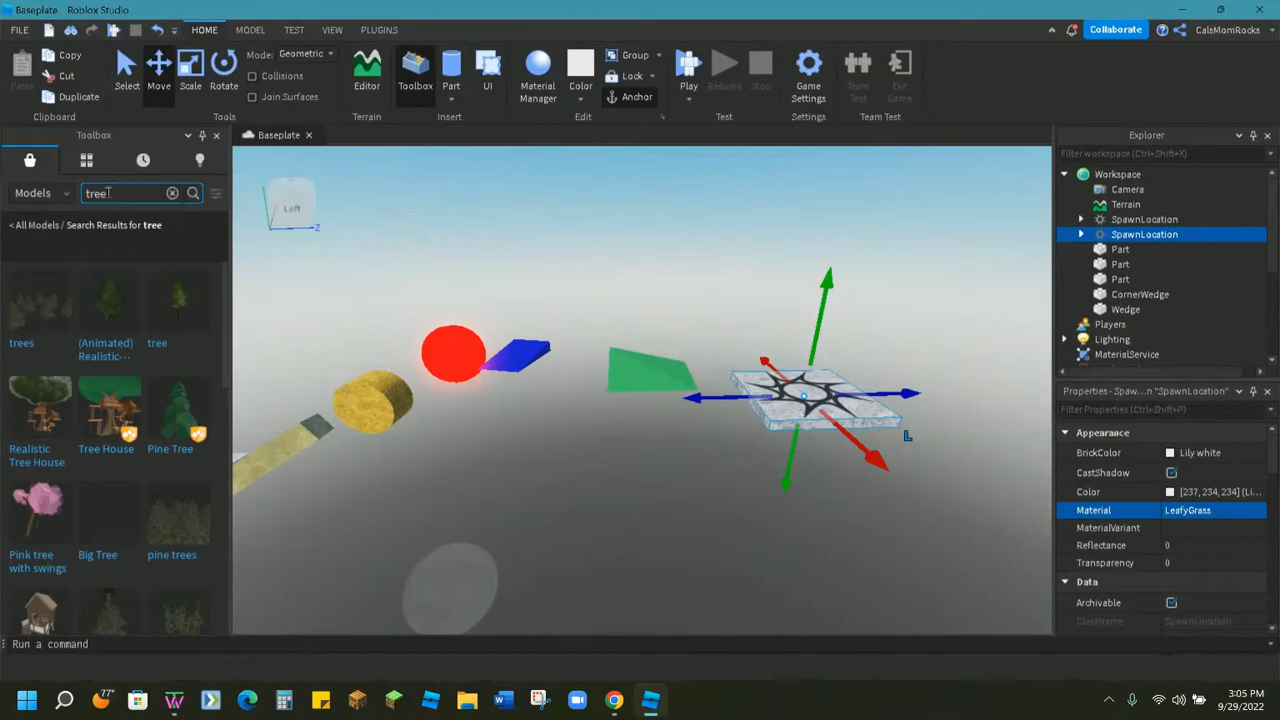 Baseplate - Roblox Studio
FILE HOME MODEL TEST VIEW PLUGINS Collaborate CalsMomRocks
Paste Copy Cut Duplicate Clipboard
Select Move Scale Rotate Mode: Geometric Collisions Join Surfaces Tools
Editor Terrain
Toolbox Part UI Insert
Material Manager Color Group Lock Anchor Edit
Play Resume Stop Test
Game Settings Settings
Team Test Exit Game Team Test
Toolbox
Models tree
< All Models / Search Results for tree
trees (Animated) Realistic... tree
Realistic Tree House Tree House Pine Tree
Pink tree with swings Big Tree pine trees
Baseplate
Left
Z
L
Explorer
Filter workspace (Ctrl+Shift+X)
Workspace
Camera
Terrain
SpawnLocation
SpawnLocation
Part
Part
Part
CornerWedge
Wedge
Players
Lighting
MaterialService
Properties - Spaw...n "SpawnLocation"
Filter Properties (Ctrl+Shift+P)
Appearance
BrickColor Lily white
CastShadow
Color [237, 234, 234] (Li...
Material LeafyGrass
MaterialVariant
Reflectance 0
Transparency 0
Data
Archivable
ClassName SpawnLocation
Run a command
77°
3:05 PM
9/29/2022